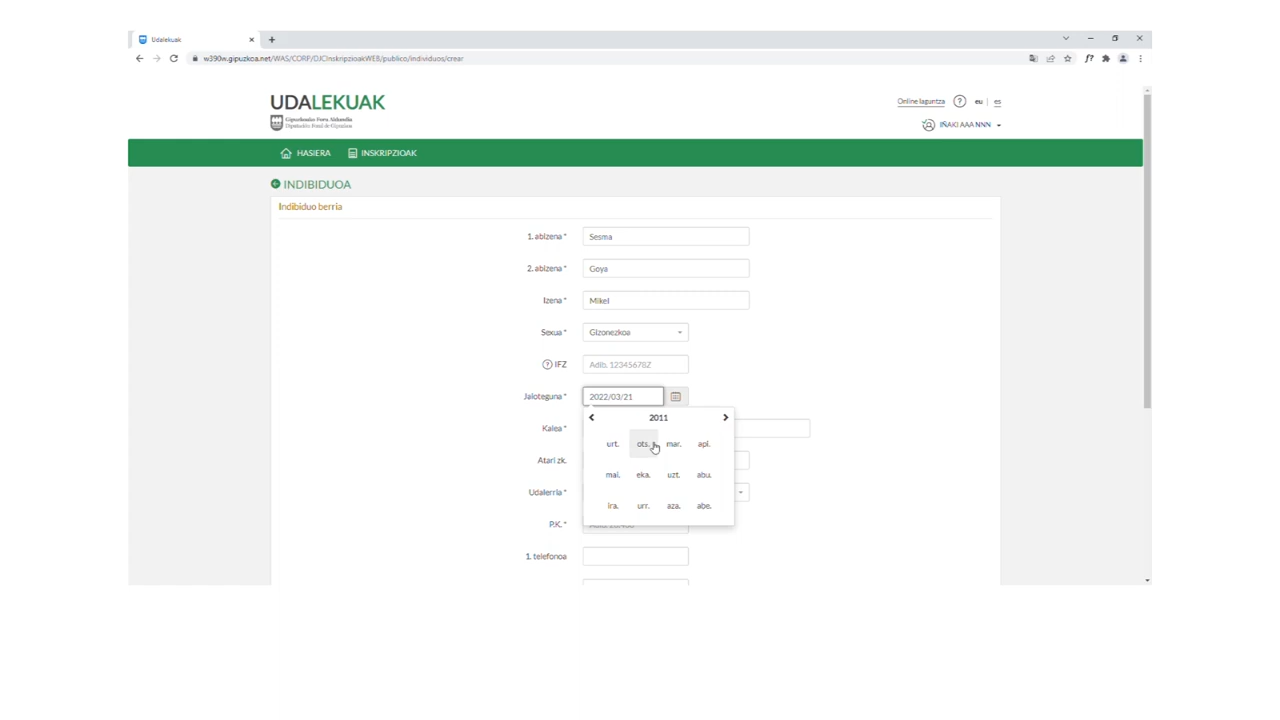 Udalekuak
w390w.gipuzkoa.net/WAS/CORP/DJCInskripzioakWEB/publico/individuos/crear
UDALEKUAK
Gipuzkoako Foru Aldundia
Diputación Foral de Gipuzkoa
Online laguntza ? eu | es
IÑAKI AAA NNN
HASIERA INSKRIPZIOAK
INDIBIDUOA
Indibiduo berria
1. abizena * Sesma
2. abizena * Goya
Izena * Mikel
Sexua * Gizonezkoa
? IFZ Adib. 12345678Z
Jaioteguna * 2022/03/21
2011
Kalea *
urt. ots. mar. api.
Atari zk.
mai. eka. uzt. abu.
Udalerria *
ira. urr. aza. abe.
P.K. *
1. telefonoa